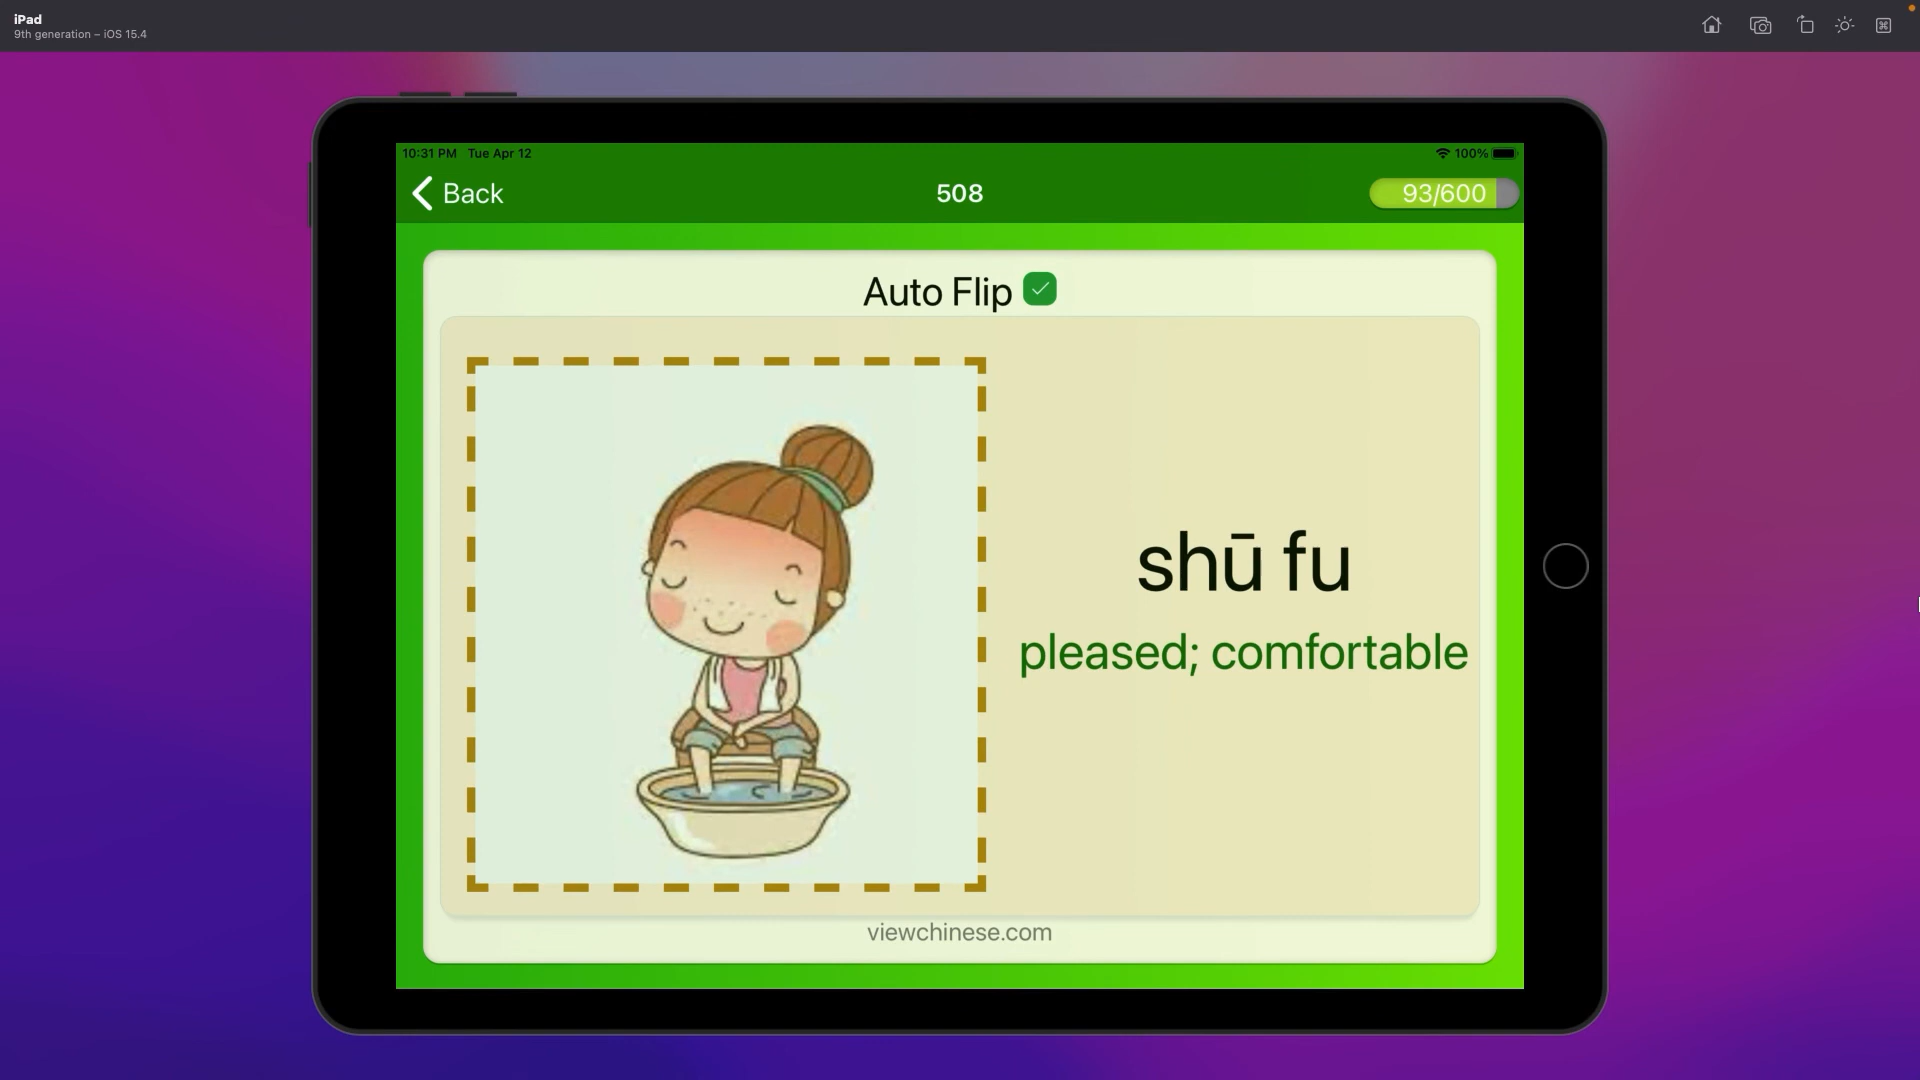 iPad
9th generation – iOS 15.4
10:31 PM Tue Apr 12
100%
Back
508
93/600
Auto Flip
shū fu
pleased; comfortable
viewchinese.com